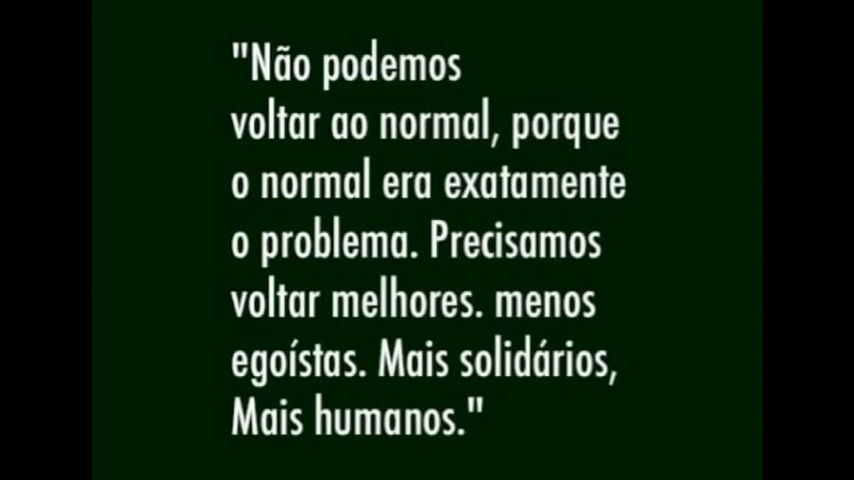 "Não podemos
voltar ao normal, porque
o normal era exatamente
o problema. Precisamos
voltar melhores. menos
egoístas. Mais solidários,
Mais humanos."